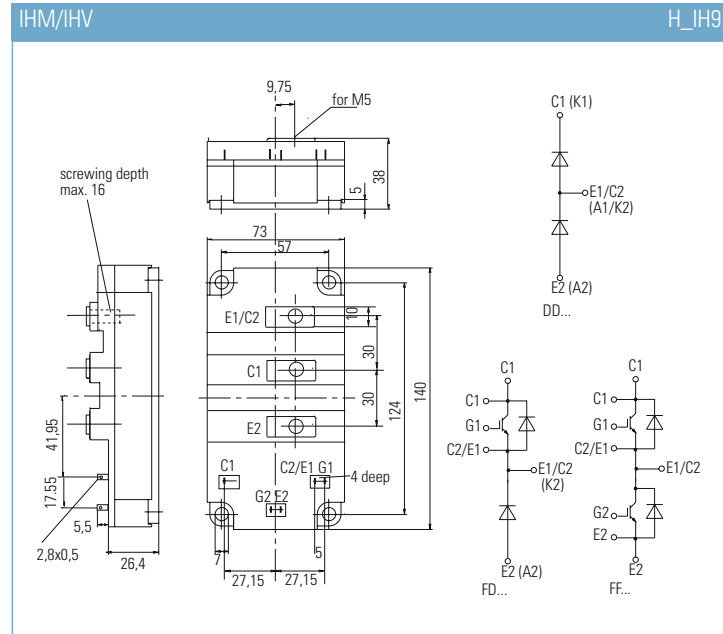 IHM/IHV
H_IH9
9,75
for M5
screwing depth
max. 16
38
5
73
57
E1/C2
10
30
C1
30
E2
124
140
41,95
17.55
C1
C2/E1 G1
4 deep
G2 E2
5,5
2,8x0,5
26,4
7
5
27,15
27,15
C1 (K1)
E1/C2
(A1/K2)
E2 (A2)
DD...
C1
C1
G1
C2/E1
E1/C2
(K2)
E2 (A2)
FD...
C1
C1
G1
C2/E1
E1/C2
G2
E2
E2
FF...